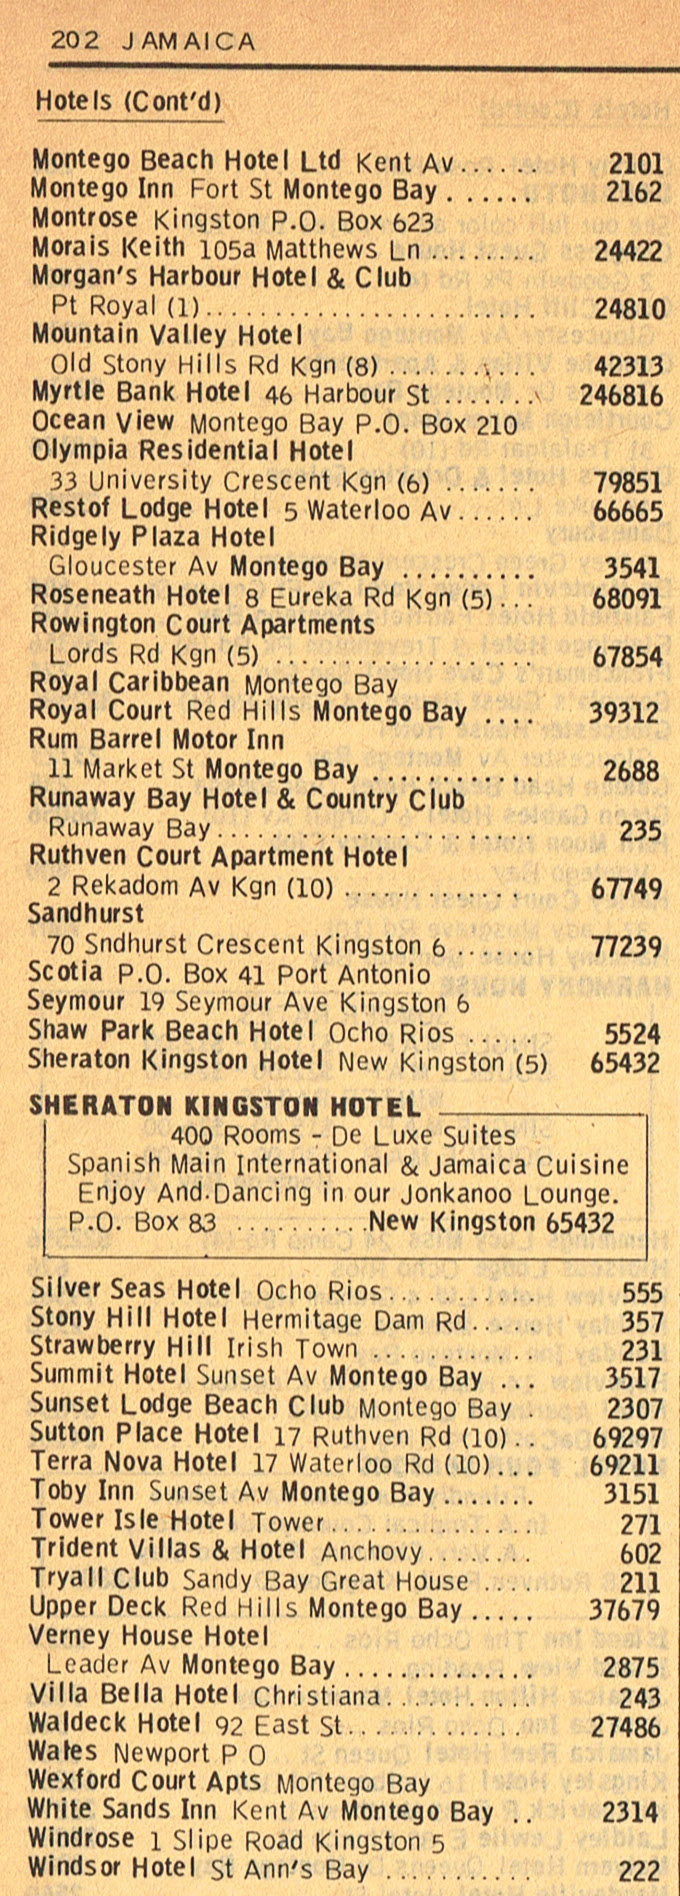 202 JAMAICA
Hotels (Cont'd)
Montego Beach Hotel Ltd Kent Av...... 2101
Montego Inn Fort St Montego Bay ...... 2162
Montrose Kingston P.O. Box 623
Morais Keith 105a Matthews Ln ........ 24422
Morgan's Harbour Hotel & Club
Pt Royal (1)......................... 24810
Mountain Valley Hotel
Old Stony Hills Rd Kgn (8) ........... 42313
Myrtle Bank Hotel 46 Harbour St ....... 246816
Ocean View Montego Bay P.O. Box 210
Olympia Residential Hotel
33 University Crescent Kgn (6) ....... 79851
Restof Lodge Hotel 5 Waterloo Av...... 66665
Ridgely Plaza Hotel
Gloucester Av Montego Bay .......... 3541
Roseneath Hotel 8 Eureka Rd Kgn (5)... 68091
Rowington Court Apartments
Lords Rd Kgn (5) .................... 67854
Royal Caribbean Montego Bay
Royal Court Red Hills Montego Bay .... 39312
Rum Barrel Motor Inn
11 Market St Montego Bay ............ 2688
Runaway Bay Hotel & Country Club
Runaway Bay........................ 235
Ruthven Court Apartment Hotel
2 Rekadom Av Kgn (10) .............. 67749
Sandhurst
70 Sndhurst Crescent Kingston 6 ...... 77239
Scotia P.O. Box 41 Port Antonio
Seymour 19 Seymour Ave Kingston 6
Shaw Park Beach Hotel Ocho Rios ..... 5524
Sheraton Kingston Hotel New Kingston (5) 65432
SHERATON KINGSTON HOTEL
400 Rooms - De Luxe Suites
Spanish Main International & Jamaica Cuisine
Enjoy And Dancing in our Jonkanoo Lounge.
P.O. Box 83 ..........New Kingston 65432
Silver Seas Hotel Ocho Rios........... 555
Stony Hill Hotel Hermitage Dam Rd..... 357
Strawberry Hill Irish Town ............ 231
Summit Hotel Sunset Av Montego Bay ... 3517
Sunset Lodge Beach Club Montego Bay . 2307
Sutton Place Hotel 17 Ruthven Rd (10).. 69297
Terra Nova Hotel 17 Waterloo Rd (10)... 69211
Toby Inn Sunset Av Montego Bay ....... 3151
Tower Isle Hotel Tower............... 271
Trident Villas & Hotel Anchovy........ 602
Tryall Club Sandy Bay Great House .... 211
Upper Deck Red Hills Montego Bay ..... 37679
Verney House Hotel
Leader Av Montego Bay .............. 2875
Villa Bella Hotel Christiana........... 243
Waldeck Hotel 92 East St.............. 27486
Wales Newport P O
Wexford Court Apts Montego Bay
White Sands Inn Kent Av Montego Bay .. 2314
Windrose 1 Slipe Road Kingston 5
Windsor Hotel St Ann's Bay ............ 222